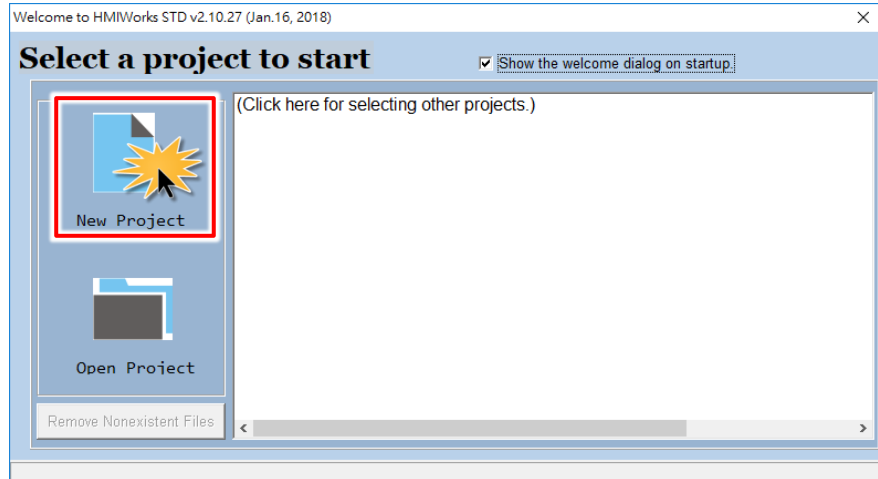 Welcome to HMIWorks STD v2.10.27 (Jan.16, 2018)
Select a project to start
Show the welcome dialog on startup.
(Click here for selecting other projects.)
New Project
Open Project
Remove Nonexistent Files